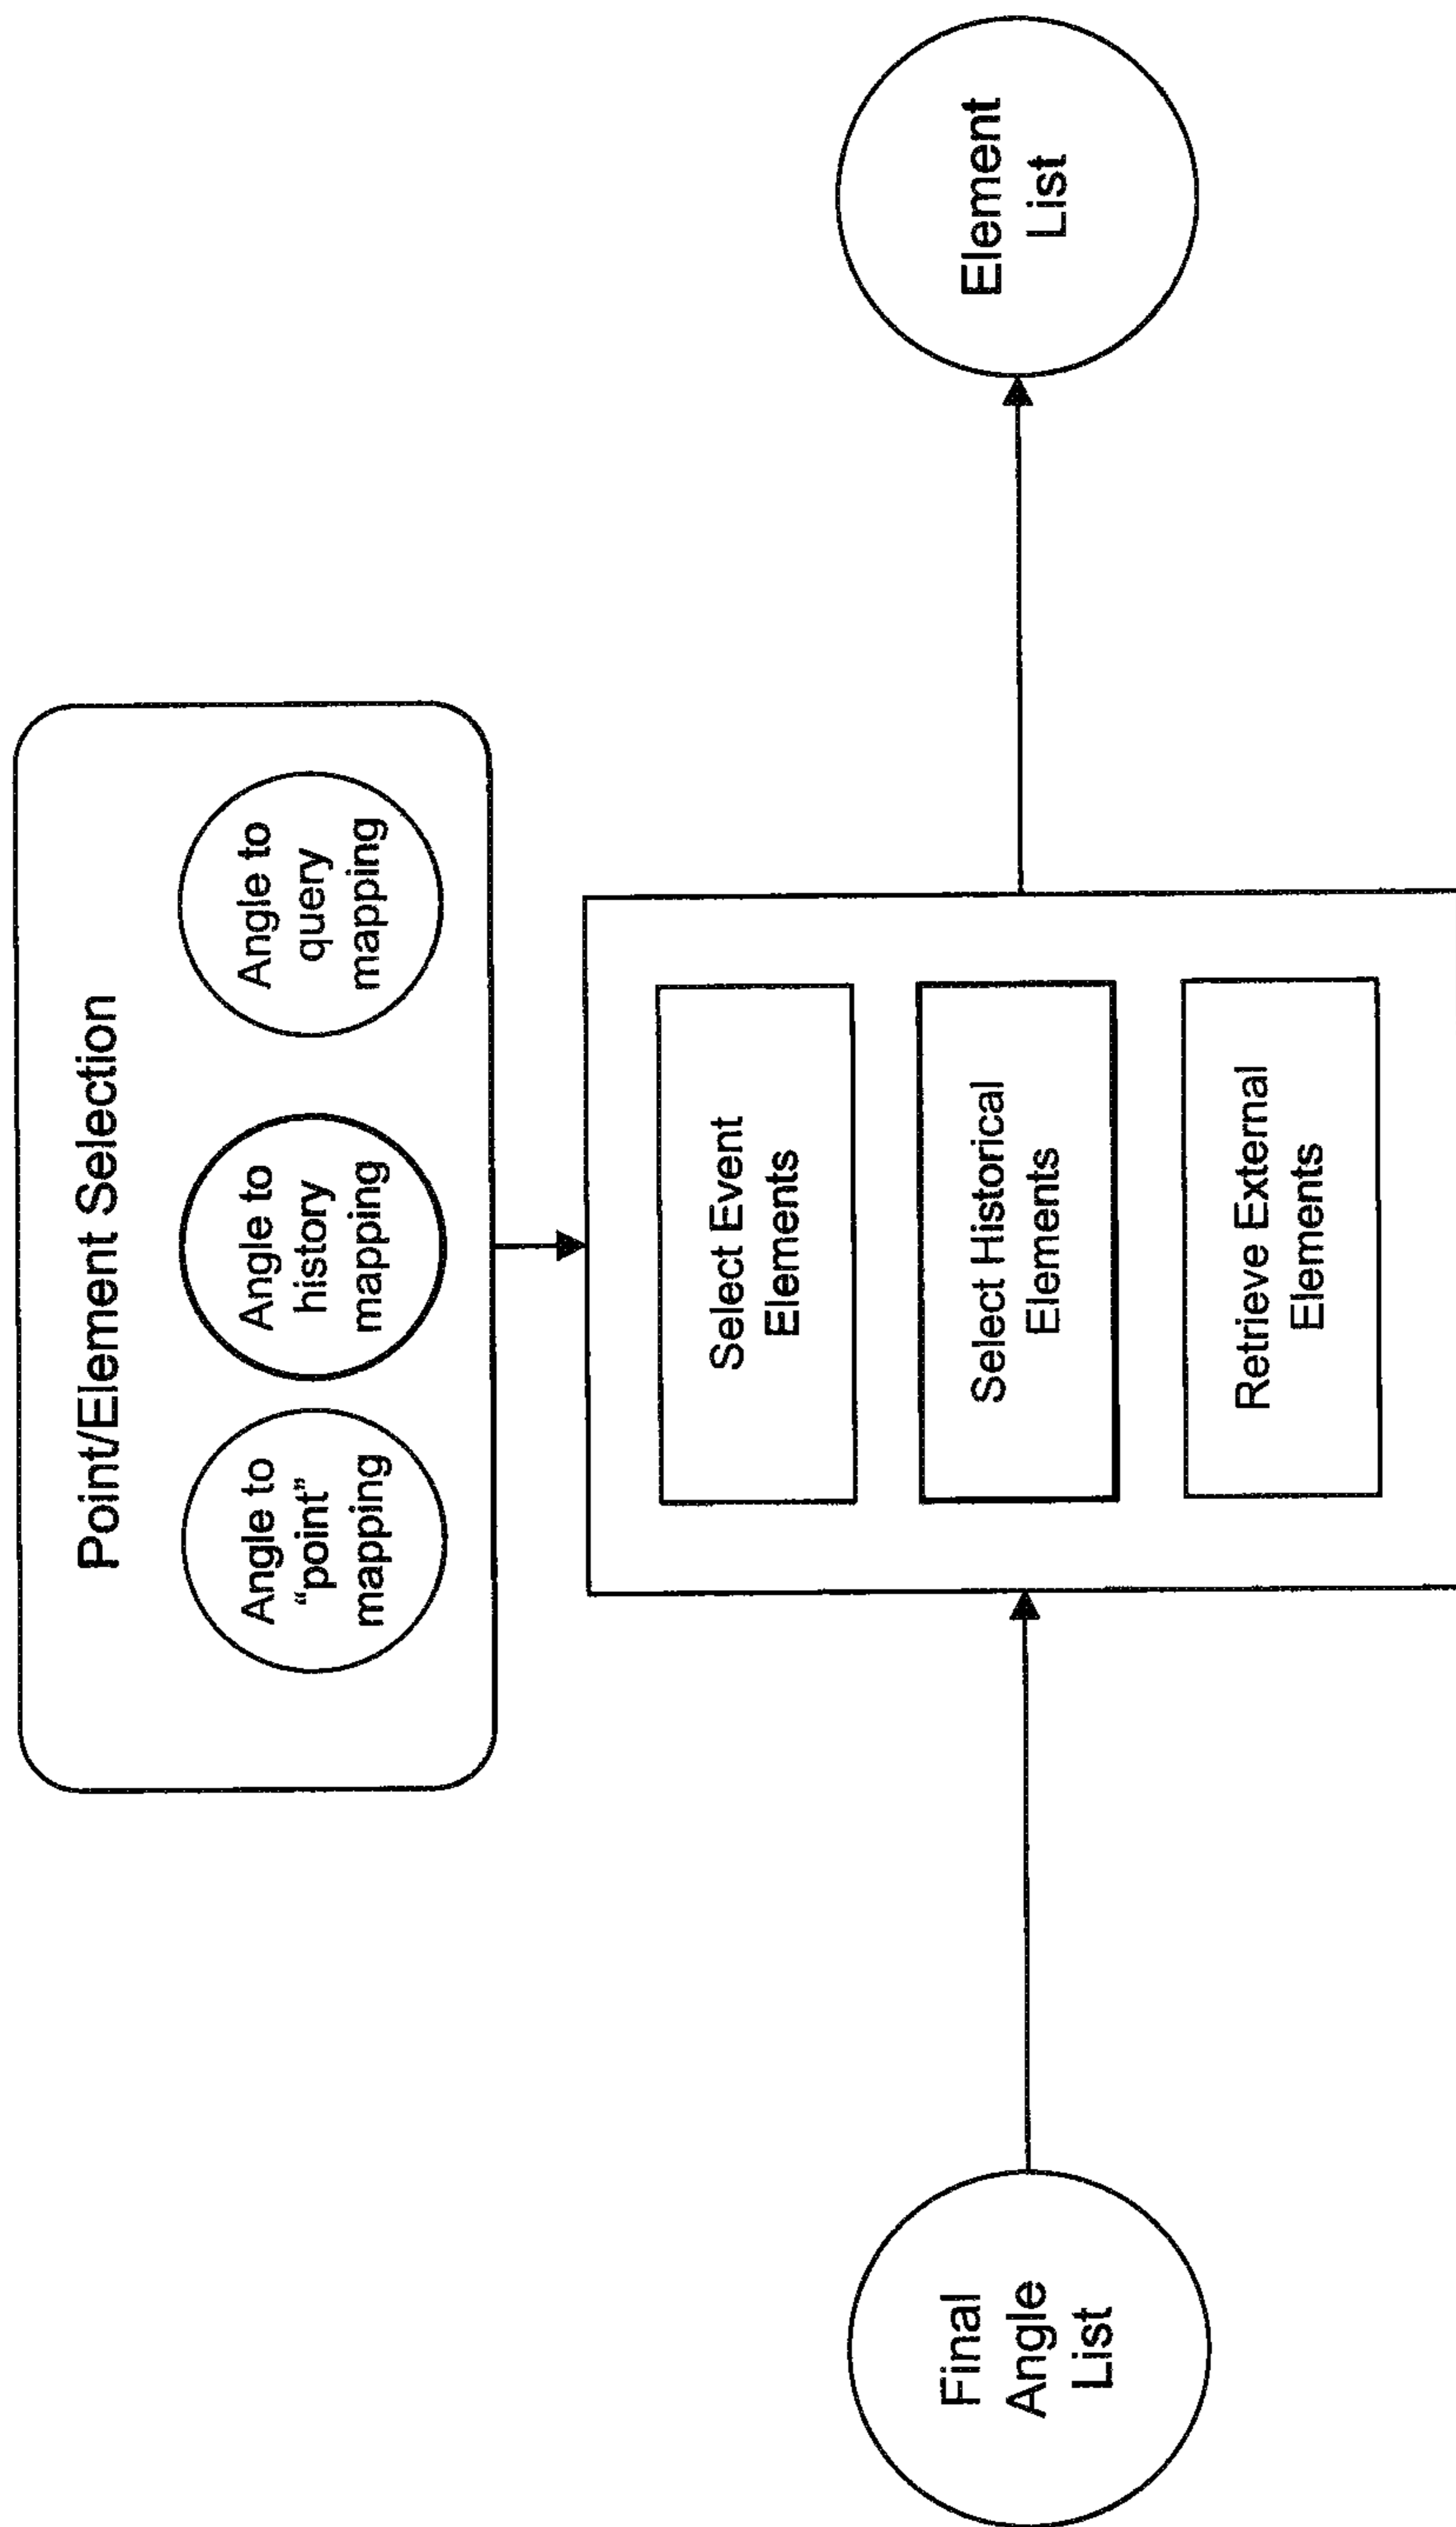 Point/Element Selection
Angle to
“point”
mapping
Angle to
history
mapping
Angle to
query
mapping
Select Event
Elements
Select Historical
Elements
Retrieve External
Elements
Final
Angle
List
Element
List